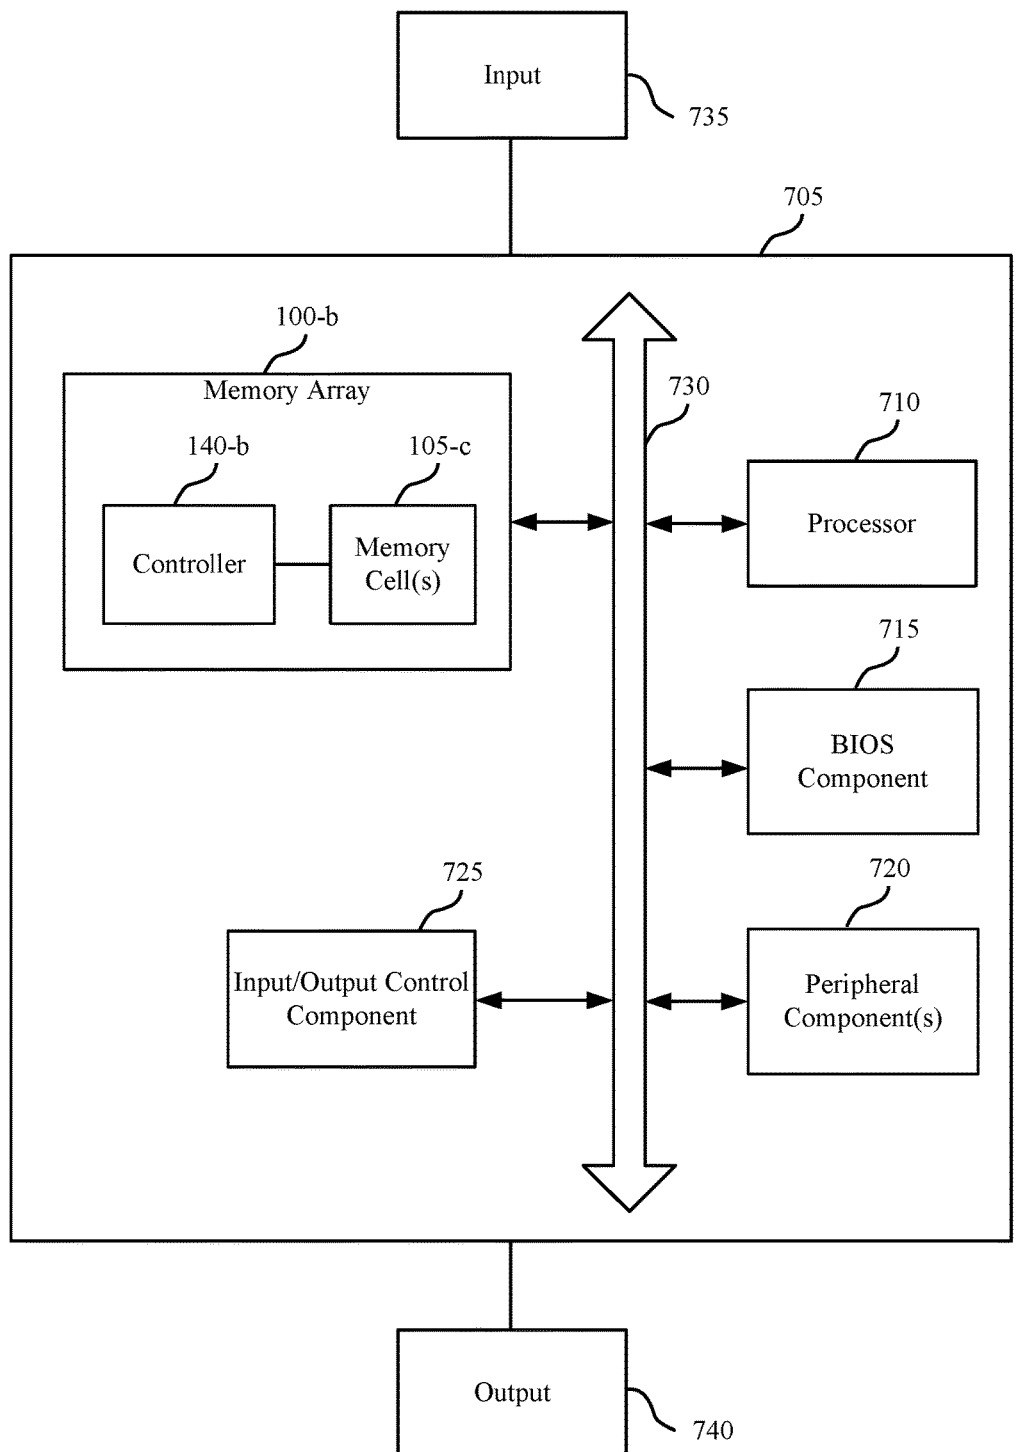 Input
735
705
100-b
Memory Array
730
710
140-b
105-c
Controller
Memory
Cell(s)
Processor
715
BIOS
Component
725
720
Input/Output Control
Component
Peripheral
Component(s)
Output
740